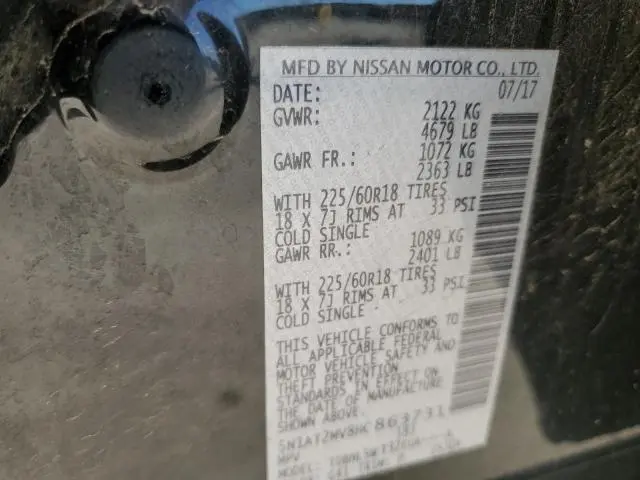 MFD BY NISSAN MOTOR CO., LTD.
DATE: 07/17
GVWR: 2122 KG
4679 LB
GAWR FR.: 1072 KG
2363 LB
WITH 225/60R18 TIRES
18 X 7J RIMS AT 33 PSI
COLD SINGLE
GAWR RR.: 1089 KG
2401 LB
WITH 225/60R18 TIRES
18 X 7J RIMS AT 33 PSI
COLD SINGLE
THIS VEHICLE CONFORMS TO
ALL APPLICABLE FEDERAL
MOTOR VEHICLE SAFETY AND
THEFT PREVENTION
STANDARDS IN EFFECT ON
THE DATE OF MANUFACTURE
SHOWN ABOVE.
5N1AT2MV8HC863731
MPV
MODEL: